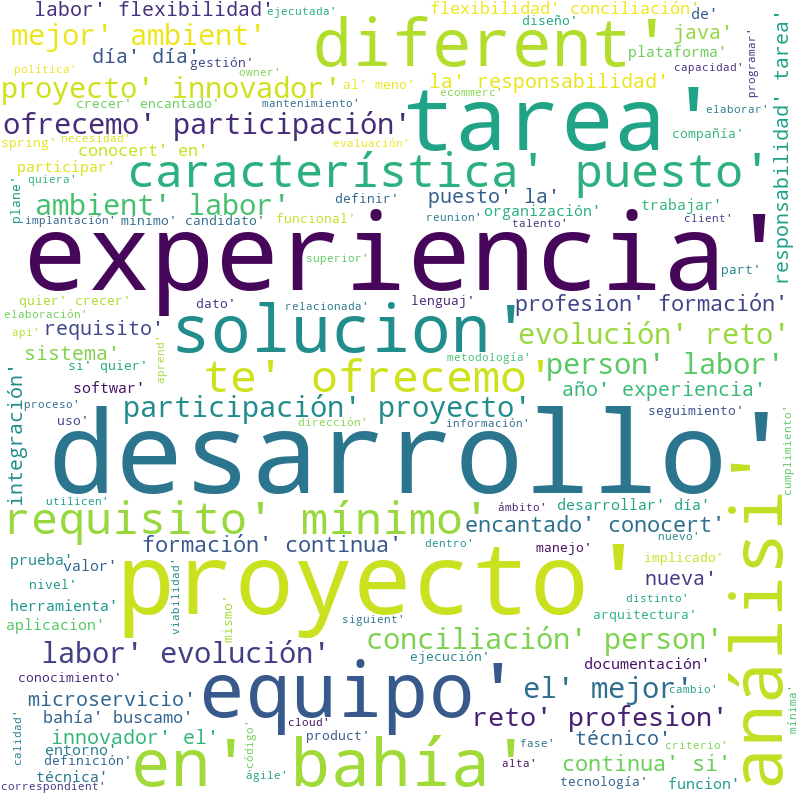 labor' flexibilidad'
ejecutada'
flexibilidad' conciliación'
de'
mejor' ambient'
diferent'
diseño'
java'
día' día'
gestión'
plataforma'
programar'
política'
owner'
al' meno'
la' responsabilidad'
capacidad'
proyecto' innovador'
crecer' encantado'
mantenimiento'
ecommerc'
tarea'
elaborar'
ofrecemo' participación'
compañía'
spring'
necesidad'
evaluación'
conocert' en'
participar'
característica' puesto'
responsabilidad' tarea'
quiera'
plane'
ambient' labor'
definir'
puesto' la'
trabajar'
organización'
implantación'
mínimo' candidato'
funcional'
reunion'
talento'
client'
experiencia'
superior'
part'
quier' crecer'
dato'
relacionada'
lenguaj'
profesion' formación'
elaboración'
api'
requisito'
solucion'
evolución' reto'
sistema'
si' quier'
aprend'
metodología'
te' ofrecemo'
person' labor'
softwar'
año' experiencia'
proceso'
uso'
participación' proyecto'
seguimiento'
dirección'
información'
integración'
desarrollo'
cumplimiento'
utilicen'
requisito' mínimo'
ámbito'
desarrollar' día'
encantado' conocert'
nuevo'
análisi'
formación' continua'
dentro'
manejo'
implicado'
prueba'
valor'
proyecto'
nueva'
nivel'
viabilidad'
mismo'
distinto'
herramienta'
siguient'
arquitectura'
aplicacion'
conciliación' person'
labor' evolución'
ejecución'
documentación'
conocimiento'
equipo'
el' mejor'
cambio'
mínima'
microservicio'
bahía' buscamo'
cloud'
reto' profesion'
innovador' el'
product'
técnico'
calidad'
entorno'
código'
fase'
criterio'
definición'
en' bahía'
alta'
continua' si'
técnica'
ágile'
tecnología'
funcion'
correspondient'